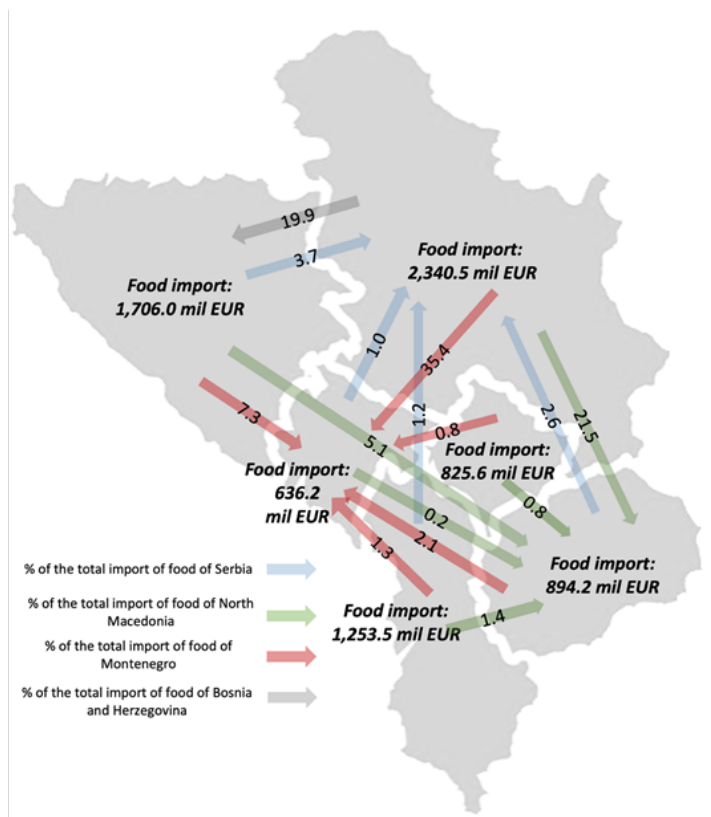 19.9
3.7
Food import:
2,340.5 mil EUR
Food import:
1,706.0 mil EUR
1.0
35.4
1.2
7.3
5.1
0.8
2.6
21.5
Food import:
825.6 mil EUR
Food import:
636.2
mil EUR
0.2
0.8
2.1
1.3
Food import:
894.2 mil EUR
% of the total import of food of Serbia
% of the total import of food of North
Macedonia
Food import:
1,253.5 mil EUR
1.4
% of the total import of food of
Montenegro
% of the total import of food of Bosnia
and Herzegovina